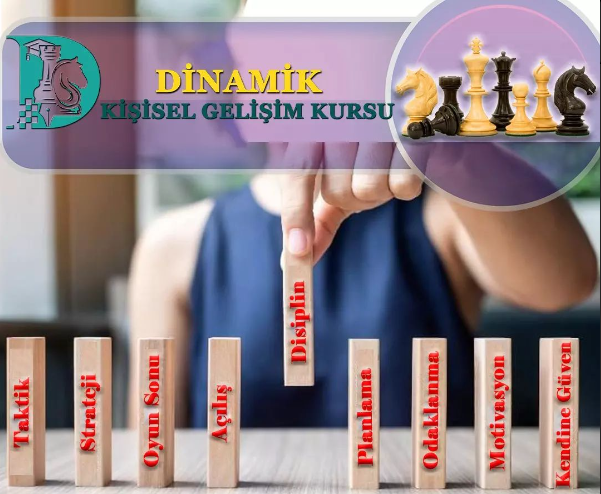 DİNAMİK
KİŞİSEL GELİŞİM KURSU
Taktik
Strateji
Oyun Sonu
Açılış
Disiplin
Planlama
Odaklanma
Motivasyon
Kendine Güven